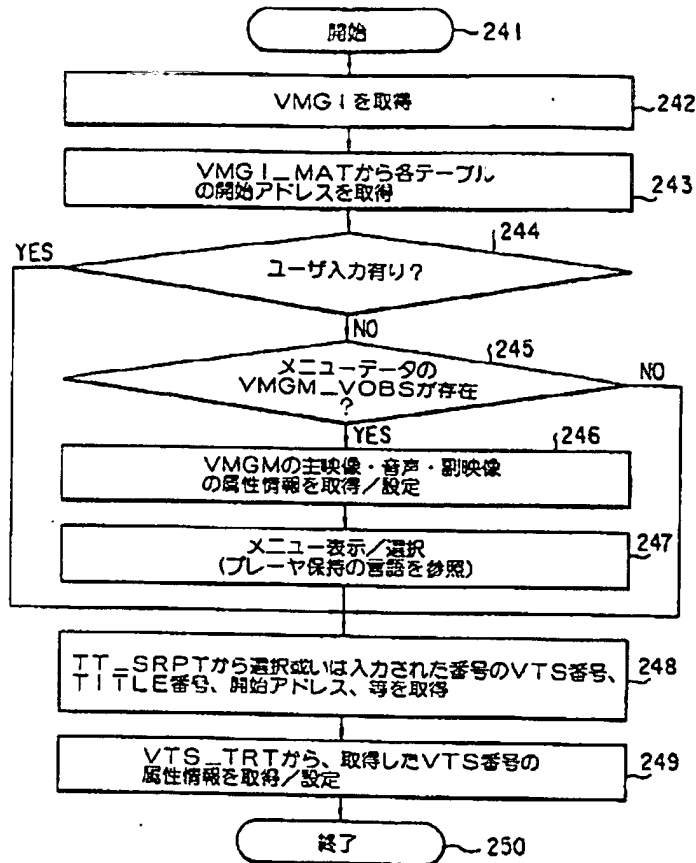 開始
241
VMGIを取得
242
VMGI_MATから各テーブル
の開始アドレスを取得
243
244
YES
ユーザ入力有り?
NO
245
メニューデータの
VMGM_VOBSが存在
?
NO
YES
246
VMGMの主映像・音声・副映像
の属性情報を取得/設定
メニュー表示/選択
(プレーヤ保持の言語を参照)
247
TT_SRPTから選択或いは入力された番号のVTS番号、
TITLE番号、開始アドレス、等を取得
248
VTS_TRTから、取得したVTS番号の
属性情報を取得/設定
249
終了
250